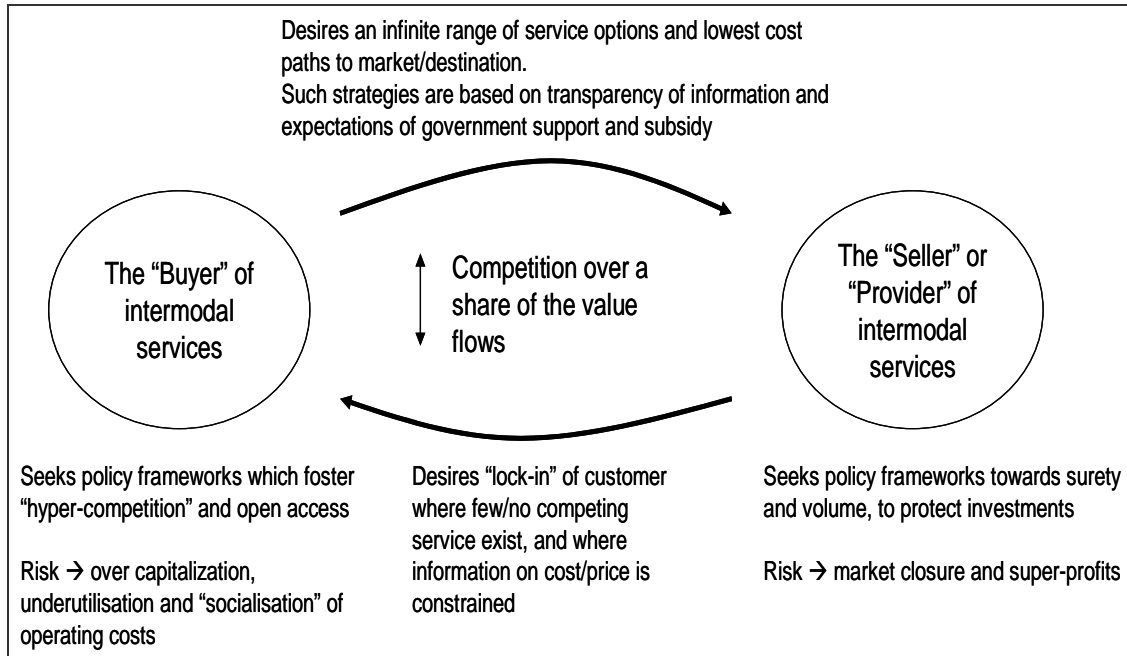 Desires an infinite range of service options and lowest cost
paths to market/destination.
Such strategies are based on transparency of information and
expectations of government support and subsidy
The “Buyer” of
intermodal
services
Competition over a
share of the value
flows
The “Seller” or
“Provider” of
intermodal
services
Seeks policy frameworks which foster
“hyper-competition” and open access
Risk → over capitalization,
underutilisation and “socialisation” of
operating costs
Desires “lock-in” of customer
where few/no competing
service exist, and where
information on cost/price is
constrained
Seeks policy frameworks towards surety
and volume, to protect investments
Risk → market closure and super-profits